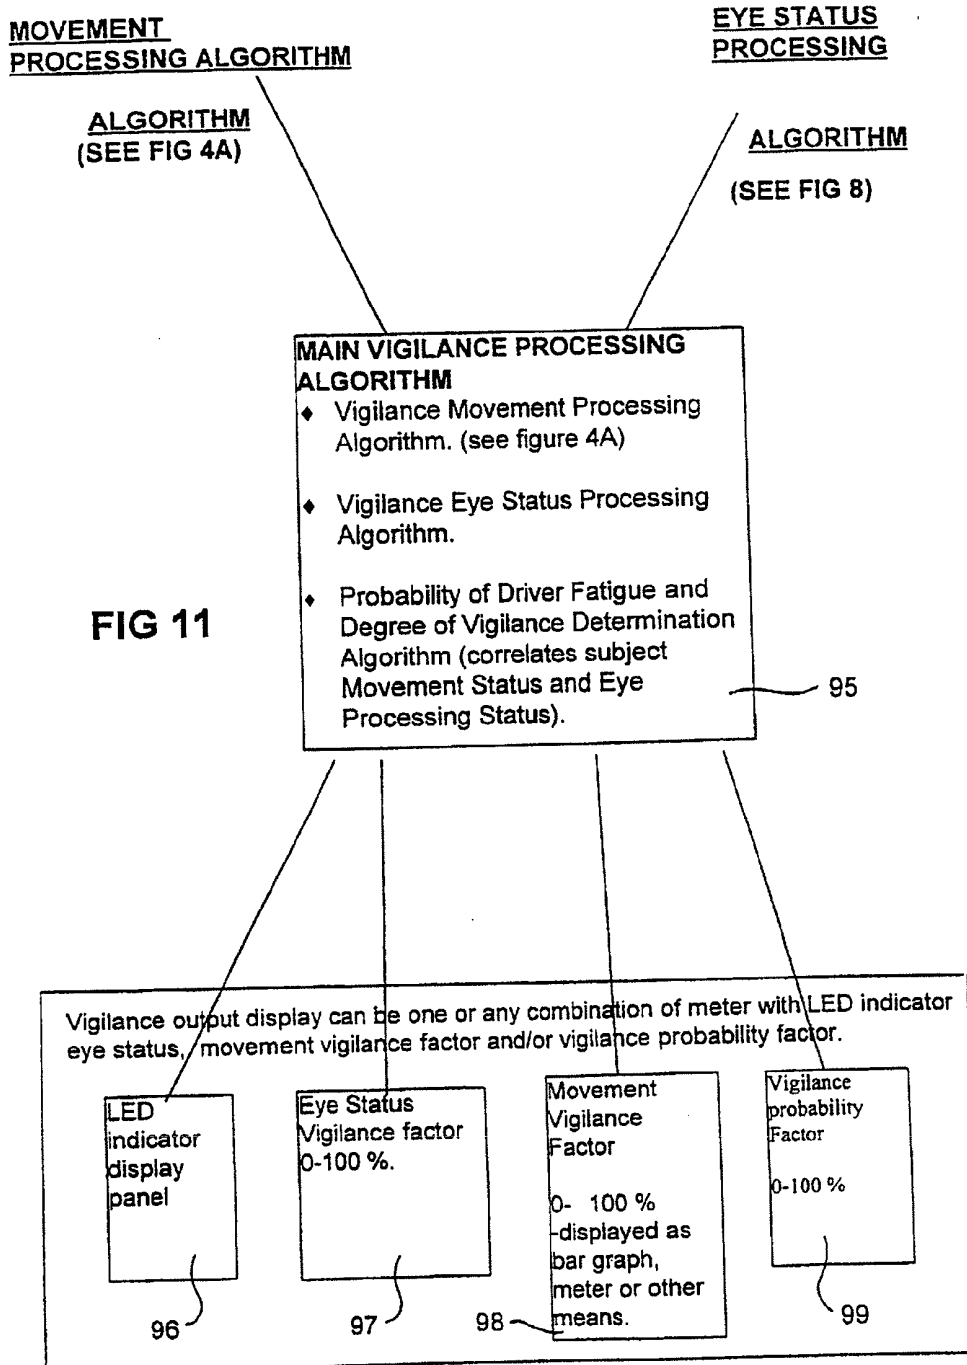 MOVEMENT
PROCESSING ALGORITHM
ALGORITHM
(SEE FIG 4A)
EYE STATUS
PROCESSING
ALGORITHM
(SEE FIG 8)
MAIN VIGILANCE PROCESSING
ALGORITHM
♦ Vigilance Movement Processing
Algorithm. (see figure 4A)
♦ Vigilance Eye Status Processing
Algorithm.
♦ Probability of Driver Fatigue and
Degree of Vigilance Determination
Algorithm (correlates subject
Movement Status and Eye
Processing Status).
FIG 11
95
Vigilance output display can be one or any combination of meter with LED indicator
eye status, movement vigilance factor and/or vigilance probability factor.
LED
indicator
display
panel
96
Eye Status
Vigilance factor
0-100 %.
97
Movement
Vigilance
Factor
0- 100 %
-displayed as
bar graph,
meter or other
means.
98
Vigilance
probability
Factor
0-100 %
99